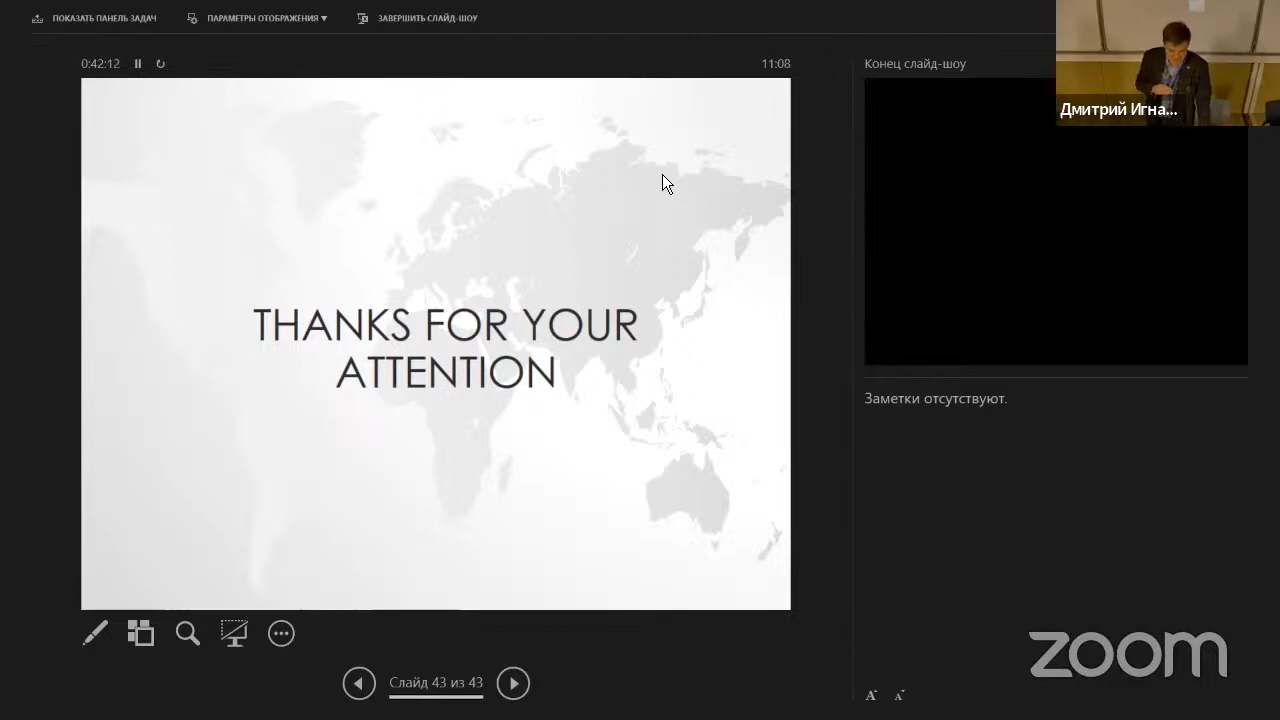 ПОКАЗАТЬ ПАНЕЛЬ ЗАДАЧ
ПАРАМЕТРЫ ОТОБРАЖЕНИЯ ▼
ЗАВЕРШИТЬ СЛАЙД-ШОУ
0:42:12
11:08
Конец слайд-шоу
Дмитрий Игна...
THANKS FOR YOUR
ATTENTION
Заметки отсутствуют.
zoom
Слайд 43 из 43
A A